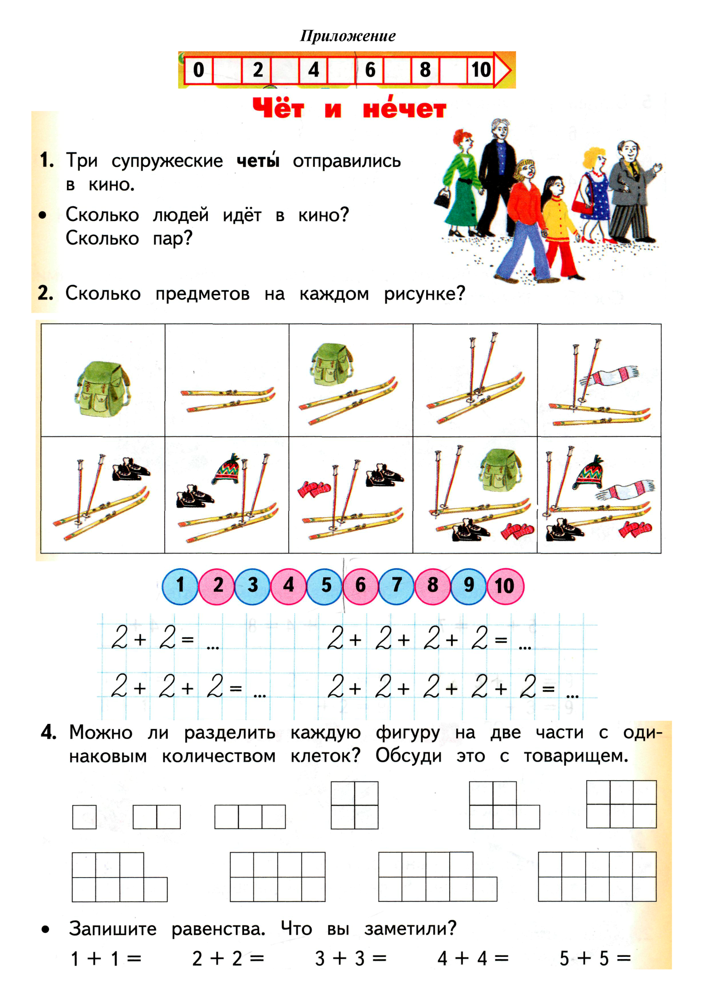 Приложение
0 2 4 6 8 10
Чёт и не́чет
1. Три супружеские четы́ отправились
в кино.
• Сколько людей идёт в кино?
Сколько пар?
2. Сколько предметов на каждом рисунке?
1 2 3 4 5 6 7 8 9 10
2 + 2 = ... 2 + 2 + 2 + 2 = ...
2 + 2 + 2 = ... 2 + 2 + 2 + 2 + 2 = ...
4. Можно ли разделить каждую фигуру на две части с оди-
наковым количеством клеток? Обсуди это с товарищем.
• Запишите равенства. Что вы заметили?
1 + 1 = 2 + 2 = 3 + 3 = 4 + 4 = 5 + 5 =